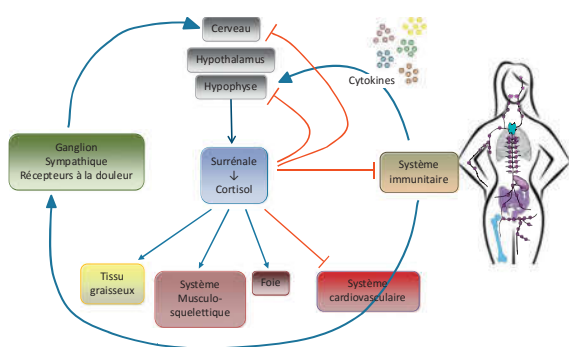 Cerveau
Hypothalamus
Hypophyse
Cytokines
Ganglion
Sympathique
Récepteurs à la douleur
Surrénale
↓
Cortisol
Système
immunitaire
Tissu
graisseux
Système
Musculo-
squelettique
Foie
Système
cardiovasculaire